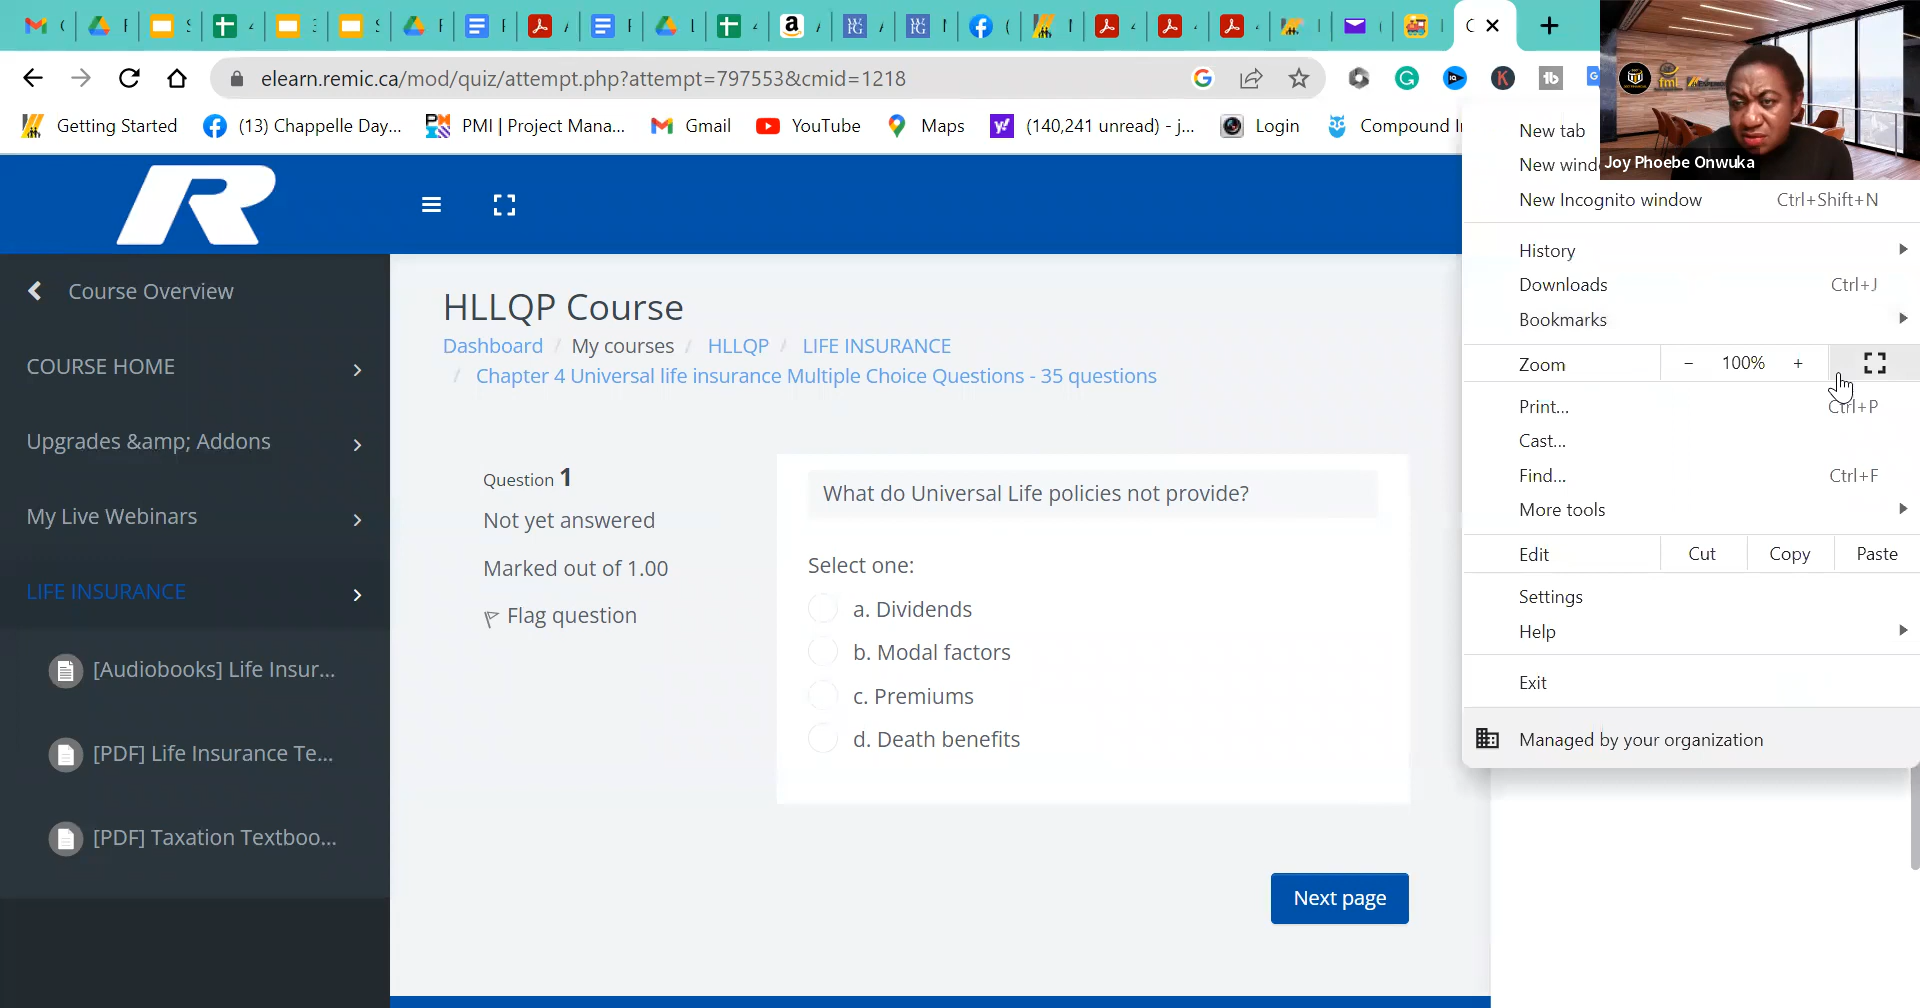 elearn.remic.ca/mod/quiz/attempt.php?attempt=797553&cmid=1218
Getting Started
(13) Chappelle Day...
PMI | Project Mana...
Gmail
YouTube
Maps
(140,241 unread) - j...
Login
Compound I
Joy Phoebe Onwuka
New tab
New wind
New Incognito window Ctrl+Shift+N
History
Downloads Ctrl+J
Bookmarks
Zoom - 100% +
Print... Ctrl+P
Cast...
Find... Ctrl+F
More tools
Edit Cut Copy Paste
Settings
Help
Exit
Managed by your organization
R
Course Overview
COURSE HOME
Upgrades &amp; Addons
My Live Webinars
LIFE INSURANCE
[Audiobooks] Life Insur...
[PDF] Life Insurance Te...
[PDF] Taxation Textboo...
HLLQP Course
Dashboard / My courses / HLLQP / LIFE INSURANCE
/ Chapter 4 Universal life insurance Multiple Choice Questions - 35 questions
Question 1
Not yet answered
Marked out of 1.00
Flag question
What do Universal Life policies not provide?
Select one:
a. Dividends
b. Modal factors
c. Premiums
d. Death benefits
Next page